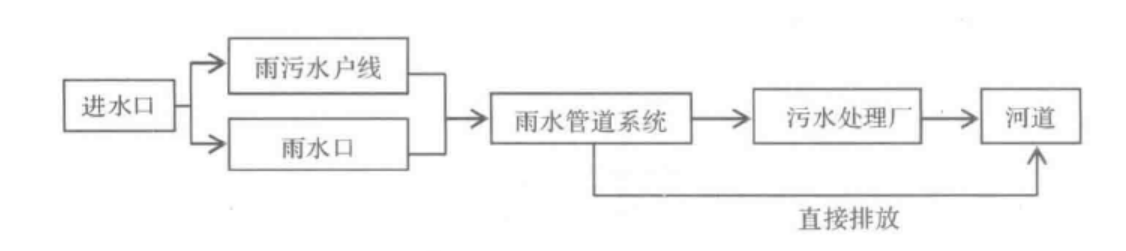 进水口
雨污水户线
雨水口
雨水管道系统
污水处理厂
河道
直接排放